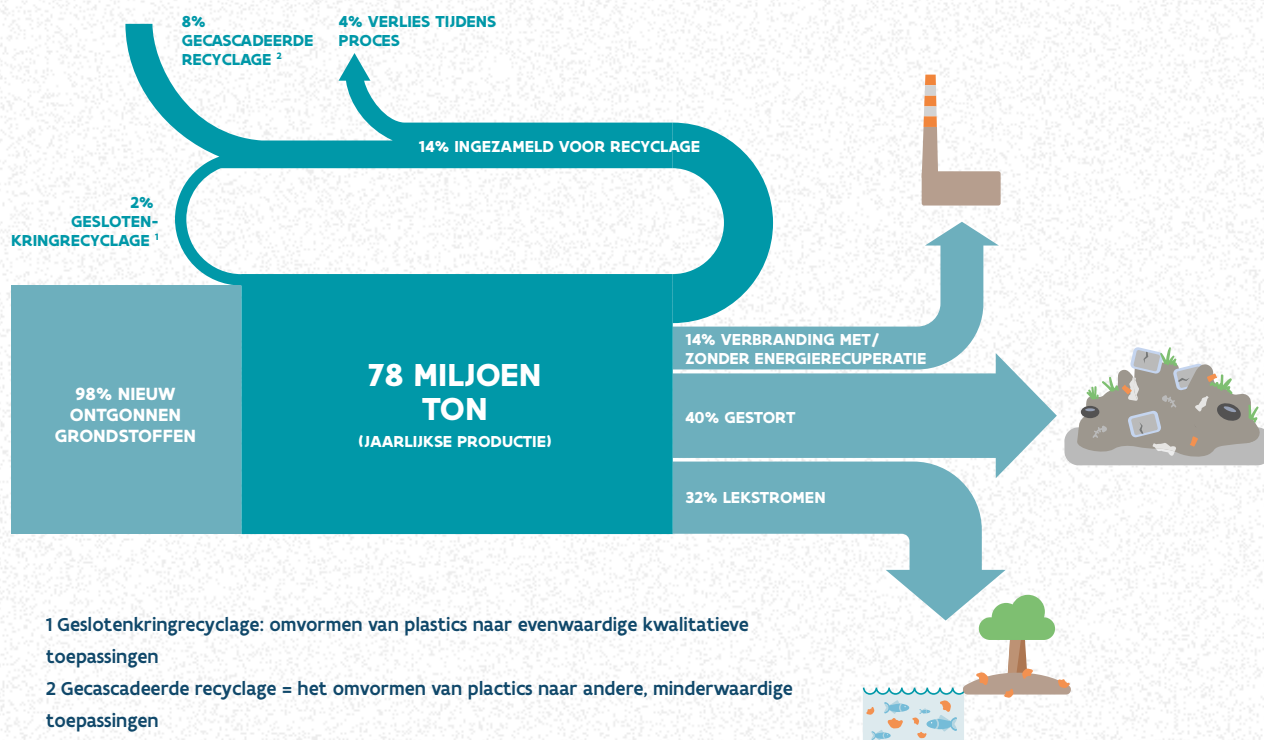 8%
GECASCADEERDE
RECYCLAGE ²
4% VERLIES TIJDENS
PROCES
14% INGEZAMELD VOOR RECYCLAGE
2%
GESLOTEN-
KRINGRECYCLAGE ¹
98% NIEUW
ONTGONNEN
GRONDSTOFFEN
78 MILJOEN
TON
(JAARLIJKSE PRODUCTIE)
14% VERBRANDING MET/
ZONDER ENERGIERECUPERATIE
40% GESTORT
32% LEKSTROMEN
1 Geslotenkringrecyclage: omvormen van plastics naar evenwaardige kwalitatieve
toepassingen
2 Gecascadeerde recyclage = het omvormen van plactics naar andere, minderwaardige
toepassingen